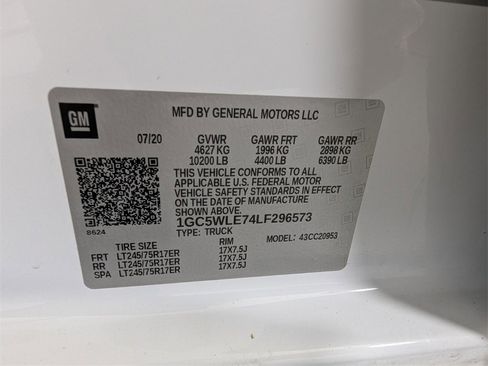 GM
MFD BY GENERAL MOTORS LLC
07/20 GVWR GAWR FRT GAWR RR
4627 KG 1996 KG 2898 KG
10200 LB 4400 LB 6390 LB
THIS VEHICLE CONFORMS TO ALL
APPLICABLE U.S. FEDERAL MOTOR
VEHICLE SAFETY STANDARDS IN
EFFECT ON THE DATE OF MANUFACTURE
SHOWN ABOVE.
8624 1GC5WLE74LF296573
TYPE: TRUCK MODEL: 43CC20953
TIRE SIZE RIM
FRT LT245/75R17ER 17X7.5J
RR LT245/75R17ER 17X7.5J
SPA LT245/75R17ER 17X7.5J